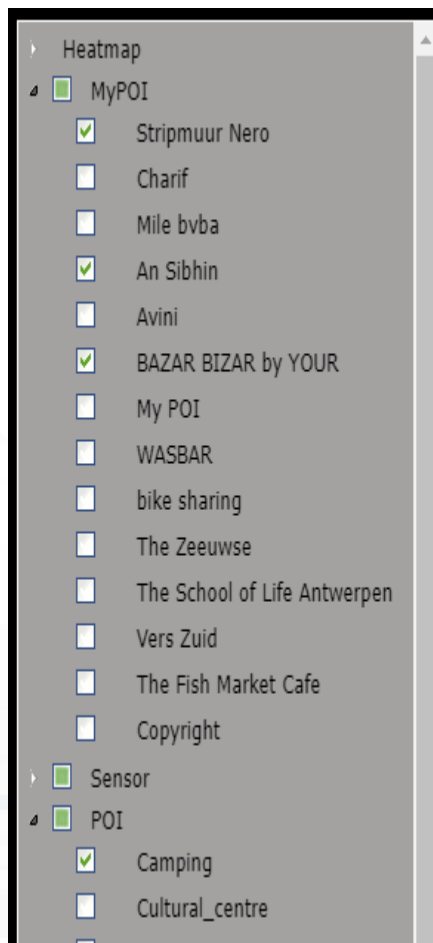 Heatmap
MyPOI
Stripmuur Nero
Charif
Mile bvba
An Sibhin
Avini
BAZAR BIZAR by YOUR
My POI
WASBAR
bike sharing
The Zeeuwse
The School of Life Antwerpen
Vers Zuid
The Fish Market Cafe
Copyright
Sensor
POI
Camping
Cultural_centre